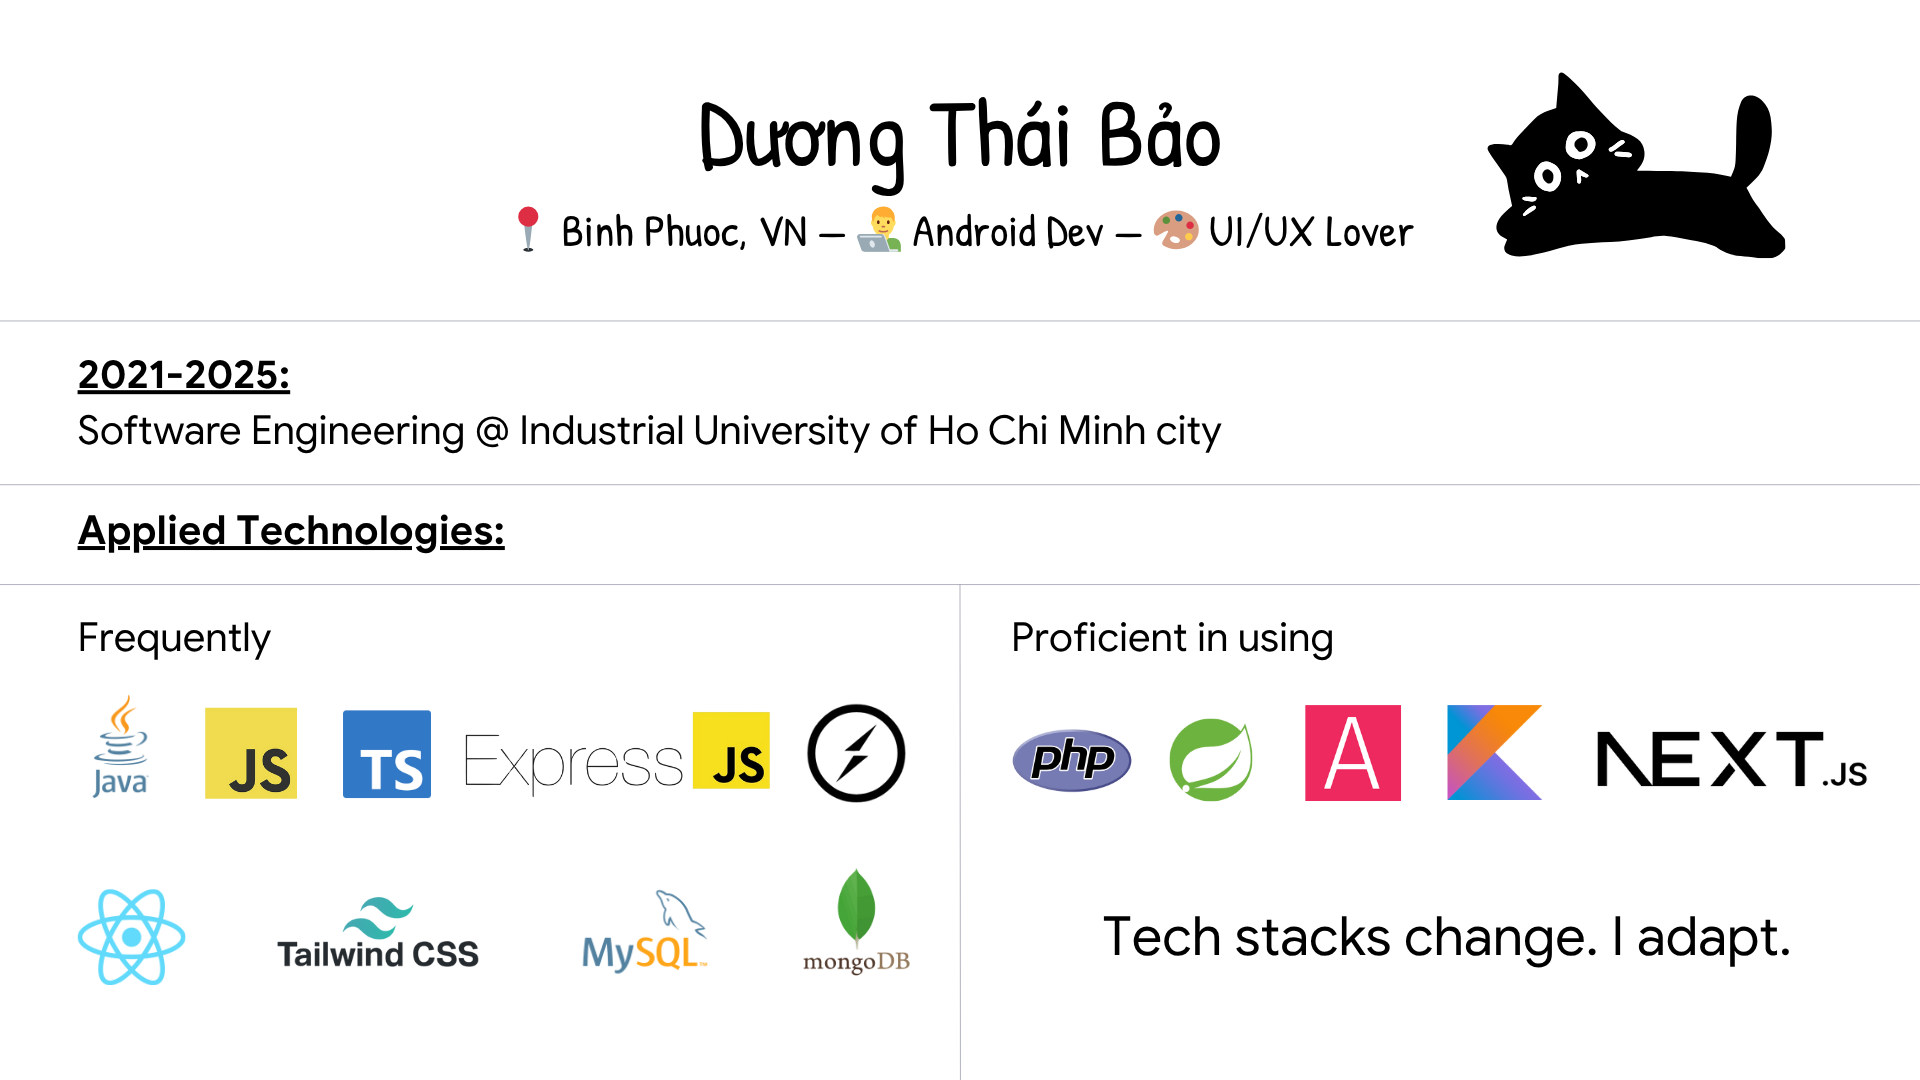 Dương Thái Bảo
📍 Binh Phuoc, VN — 👨‍💻 Android Dev — 🎨 UI/UX Lover
2021-2025:
Software Engineering @ Industrial University of Ho Chi Minh city
Applied Technologies:
Frequently
Java JS TS Express JS
Tailwind CSS MySQL™ mongoDB
Proficient in using
php A NEXT.JS
Tech stacks change. I adapt.